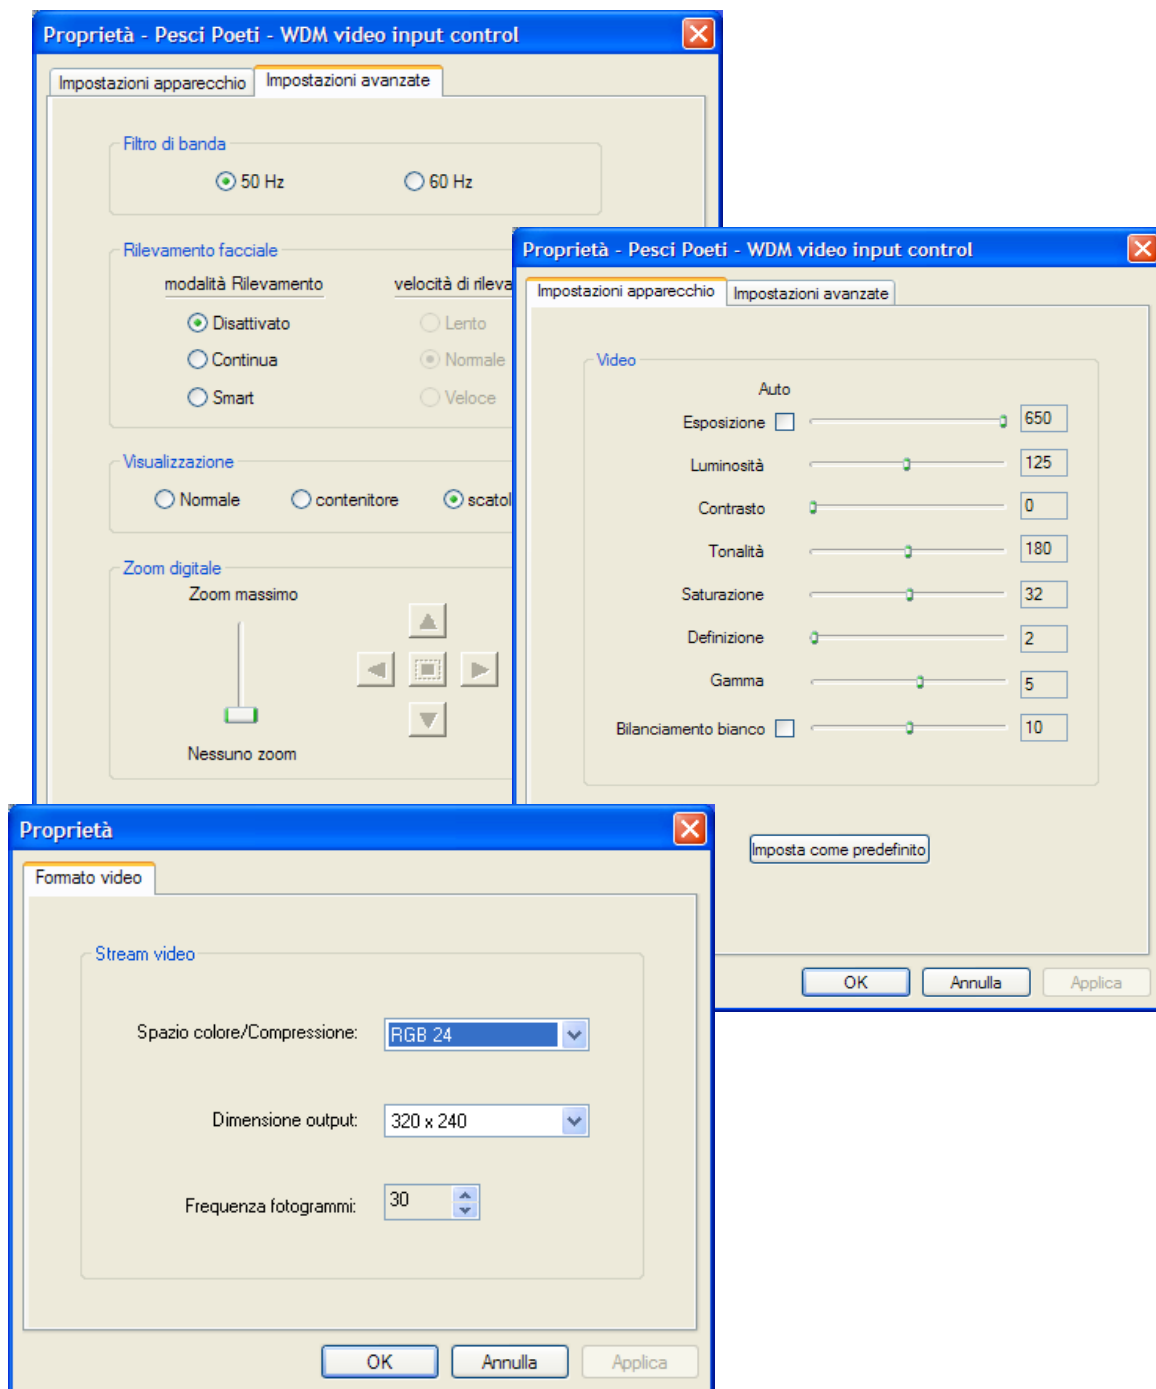 Proprietà - Pesci Poeti - WDM video input control
Impostazioni apparecchio Impostazioni avanzate
Filtro di banda
50 Hz 60 Hz
Rilevamento facciale
modalità Rilevamento velocità di rileva
Disattivato Lento
Continua Normale
Smart Veloce
Visualizzazione
Normale contenitore scatol
Zoom digitale
Zoom massimo
Nessuno zoom
Proprietà - Pesci Poeti - WDM video input control
Impostazioni apparecchio Impostazioni avanzate
Video
Auto
Esposizione 650
Luminosità 125
Contrasto 0
Tonalità 180
Saturazione 32
Definizione 2
Gamma 5
Bilanciamento bianco 10
Imposta come predefinito
OK Annulla Applica
Proprietà
Formato video
Stream video
Spazio colore/Compressione: RGB 24
Dimensione output: 320 x 240
Frequenza fotogrammi: 30
OK Annulla Applica